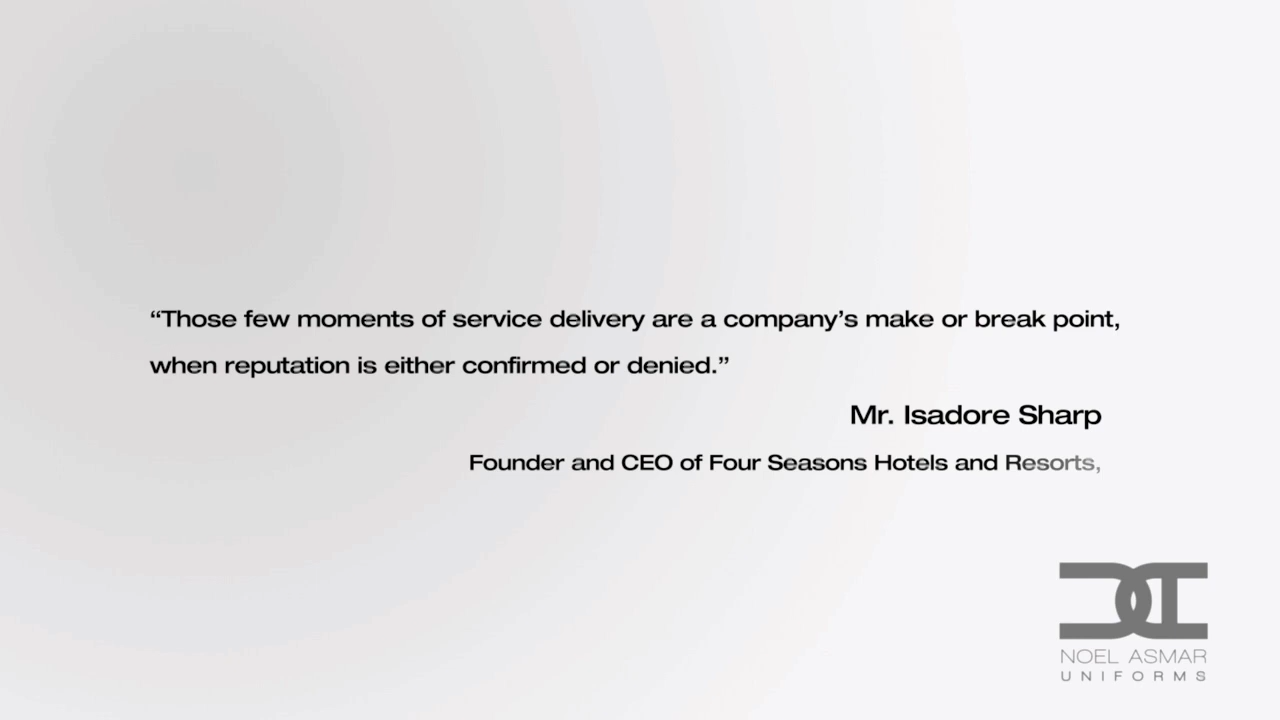 “Those few moments of service delivery are a company’s make or break point,
when reputation is either confirmed or denied.”
Mr. Isadore Sharp
Founder and CEO of Four Seasons Hotels and Resorts,
NOEL ASMAR
UNIFORMS